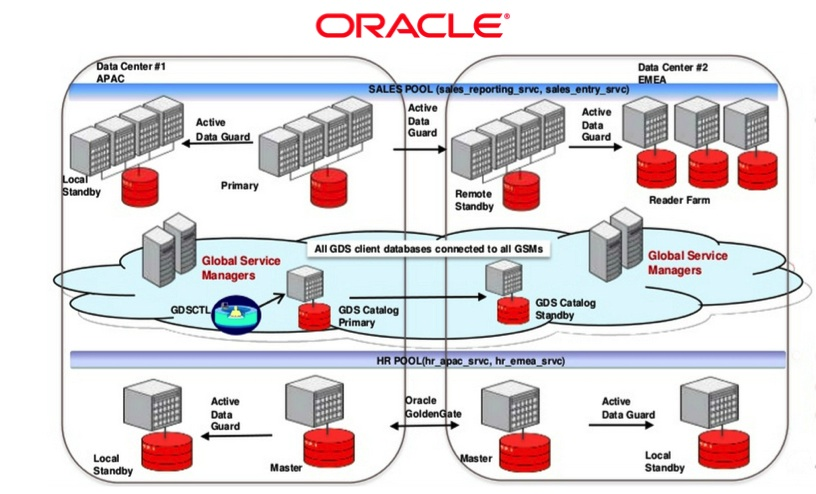 ORACLE®
Data Center #1
APAC
Data Center #2
EMEA
SALES POOL (sales_reporting_srvc, sales_entry_srvc)
Active
Data Guard
Active
Data
Guard
Active
Data
Guard
Local
Standby
Primary
Remote
Standby
Reader Farm
All GDS client databases connected to all GSMs
Global Service
Managers
Global Service
Managers
GDSCTL
GDS Catalog
Primary
GDS Catalog
Standby
HR POOL(hr_apac_srvc, hr_emea_srvc)
Active
Data
Guard
Oracle
GoldenGate
Active
Data Guard
Local
Standby
Master
Master
Local
Standby